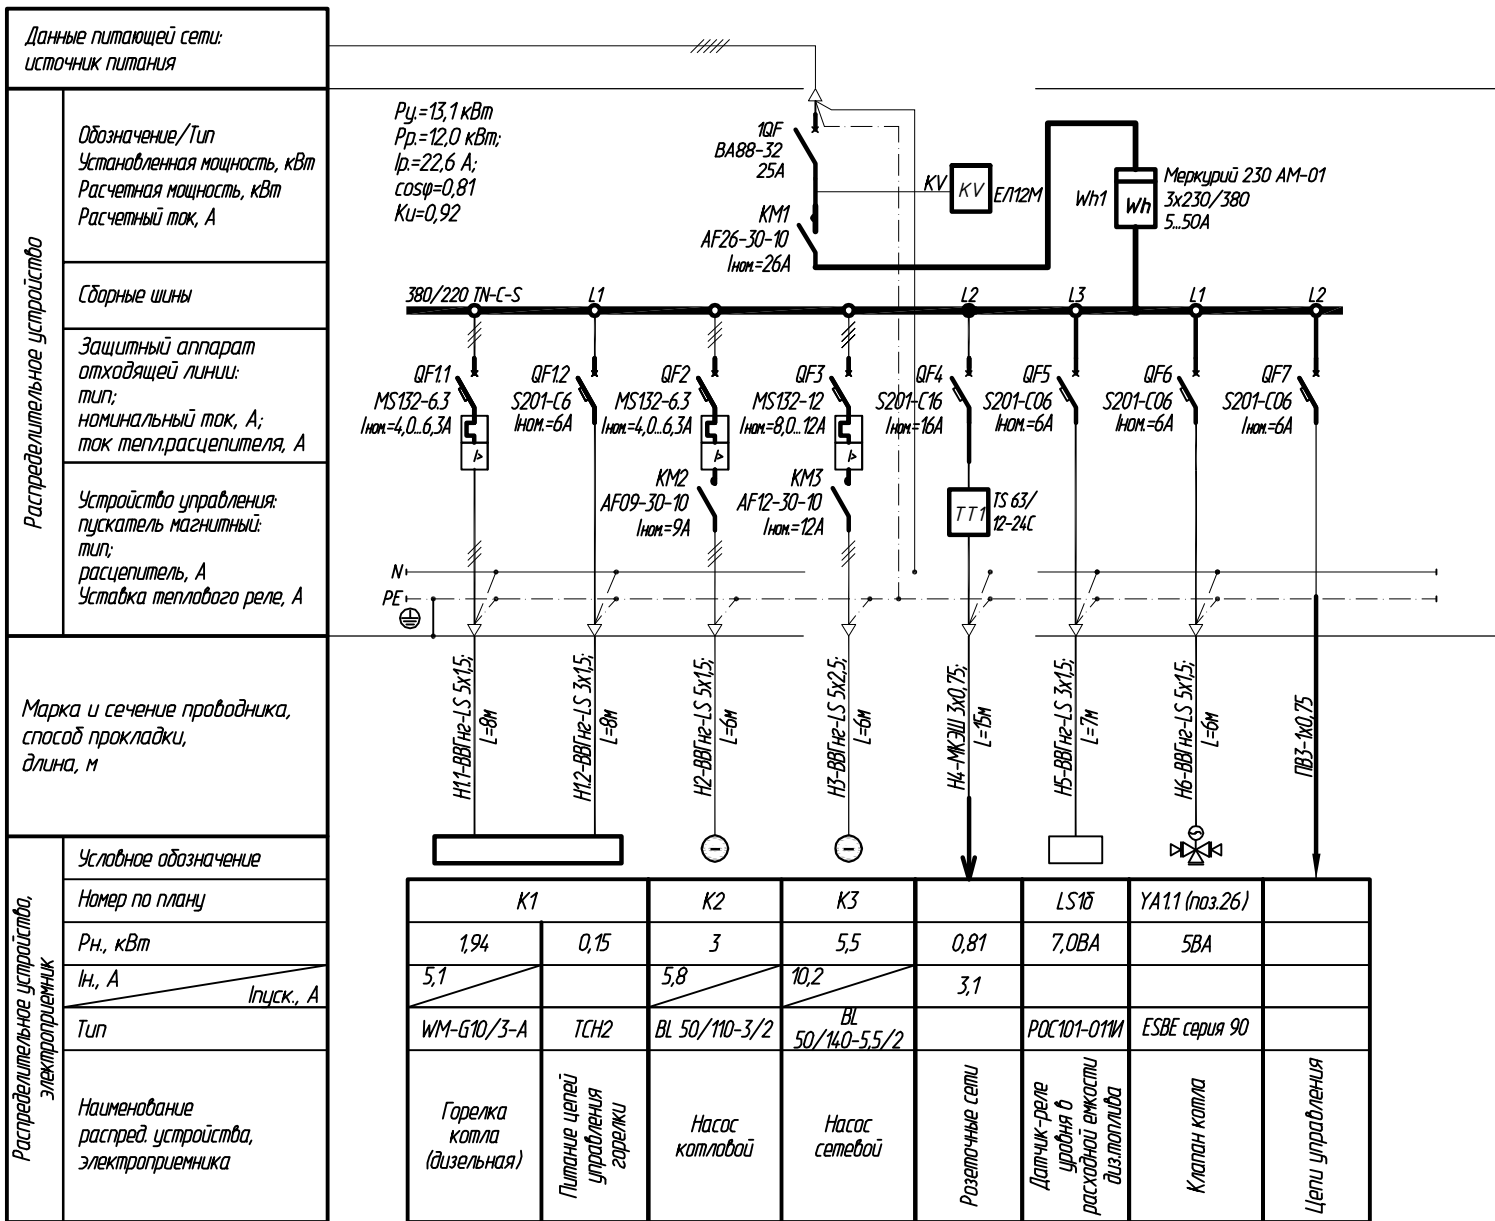 Данные питающей сети:
источник питания
Распределительное устройство
Обозначение/Тип
Установленная мощность, кВт
Расчетная мощность, кВт
Расчетный ток, А
Сборные шины
Защитный аппарат
отходящей линии:
тип;
номинальный ток, А;
ток тепл.расцепителя, А
Устройство управления:
пускатель магнитный:
тип;
расцепитель, А
Уставка теплового реле, А
Марка и сечение проводника,
способ прокладки,
длина, м
Распределительное устройство,
электроприемник
Условное обозначение
Номер по плану
Рн., кВт
Iн., А
Iпуск., А
Тип
Наименование
распред. устройства,
электроприемника
Ру.=13,1 кВт
Рр.=12,0 кВт;
Iр.=22,6 А;
cosφ=0,81
Ки=0,92
1QF
ВА88-32
25А
KV
KV
ЕЛ12М
КМ1
AF26-30-10
Iном.=26А
Wh1
Wh
Меркурий 230 АМ-01
3х230/380
5...50А
380/220 TN-C-S
L1
L2
L3
L1
L2
QF1.1
MS132-6.3
Iном.=4,0..6,3А
I>
QF1.2
S201-C6
Iном.=6А
QF2
MS132-6.3
Iном.=4,0..6,3А
I>
КМ2
AF09-30-10
Iном.=9А
QF3
MS132-12
Iном.=8,0..12А
I>
КМ3
AF12-30-10
Iном.=12А
QF4
S201-C16
Iном.=16А
ТТ1
TS 63/
12-24С
QF5
S201-C06
Iном.=6А
QF6
S201-C06
Iном.=6А
QF7
S201-C06
Iном.=6А
N
PE
Н1.1-ВВГнг-LS 5х1,5;
L=8м
Н1.2-ВВГнг-LS 3х1,5;
L=8м
Н2-ВВГнг-LS 5х1,5;
L=6м
Н3-ВВГнг-LS 5х2,5;
L=6м
Н4-МКЭШ 3х0,75;
L=15м
Н5-ВВГнг-LS 3х1,5;
L=7м
Н6-ВВГнг-LS 5х1,5;
L=6м
ПВ3-1х0,75
К1
К2
К3
LS1б
YA1.1 (поз.26)
1,94
0,15
3
5,5
0,81
7,0ВА
5ВА
5,1
5,8
10,2
3,1
WM-G10/3-A
ТСН2
BL 50/110-3/2
BL
50/140-5,5/2
РОС101-011И
ESBE серия 90
Горелка
котла
(дизельная)
Питание цепей
управления
горелки
Насос
котловой
Насос
сетевой
Розеточные сети
Датчик-реле
уровня в
расходной емкости
диз.топлива
Клапан котла
Цепи управления